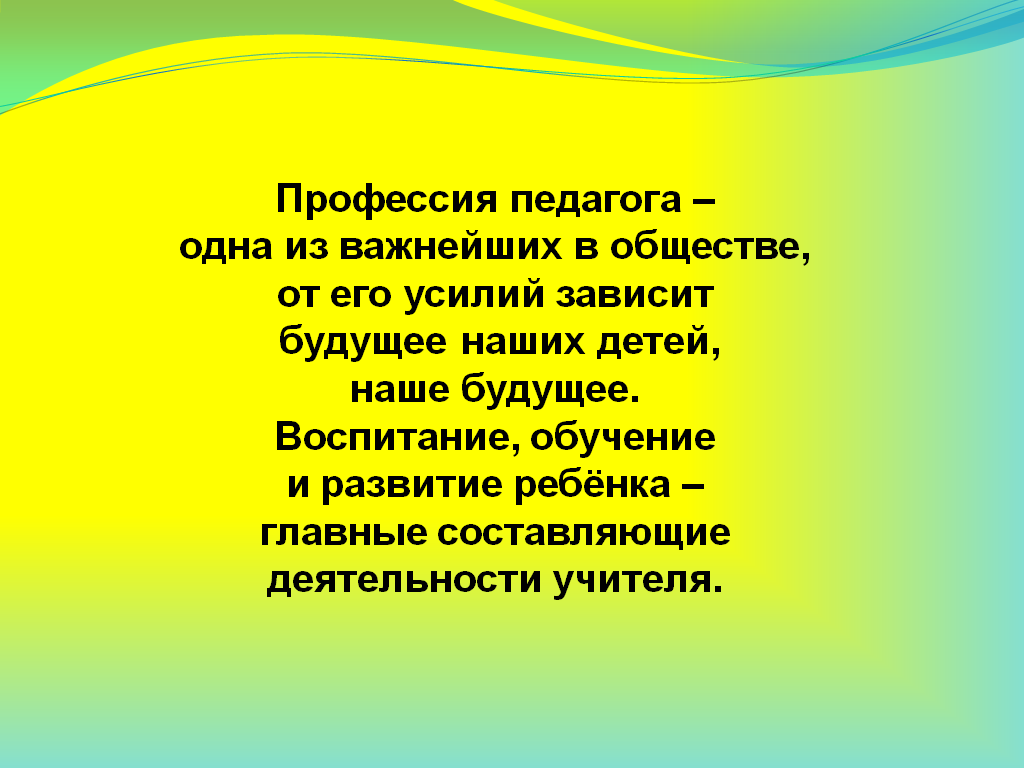 Профессия педагога –
одна из важнейших в обществе,
от его усилий зависит
будущее наших детей,
наше будущее.
Воспитание, обучение
и развитие ребёнка –
главные составляющие
деятельности учителя.